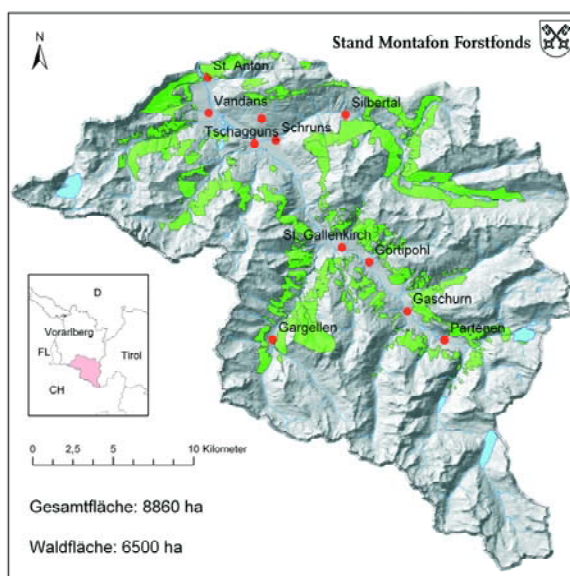 Stand Montafon Forstfonds
N
St. Anton
Vandans
Silbertal
Schruns
Tschagguns
St. Gallenkirch
Gortipohl
Gaschurn
Partenen
Gargellen
D
Vorarlberg
FL
Tirol
CH
0 2,5 5 10 Kilometer
Gesamtfläche: 8860 ha
Waldfläche: 6500 ha